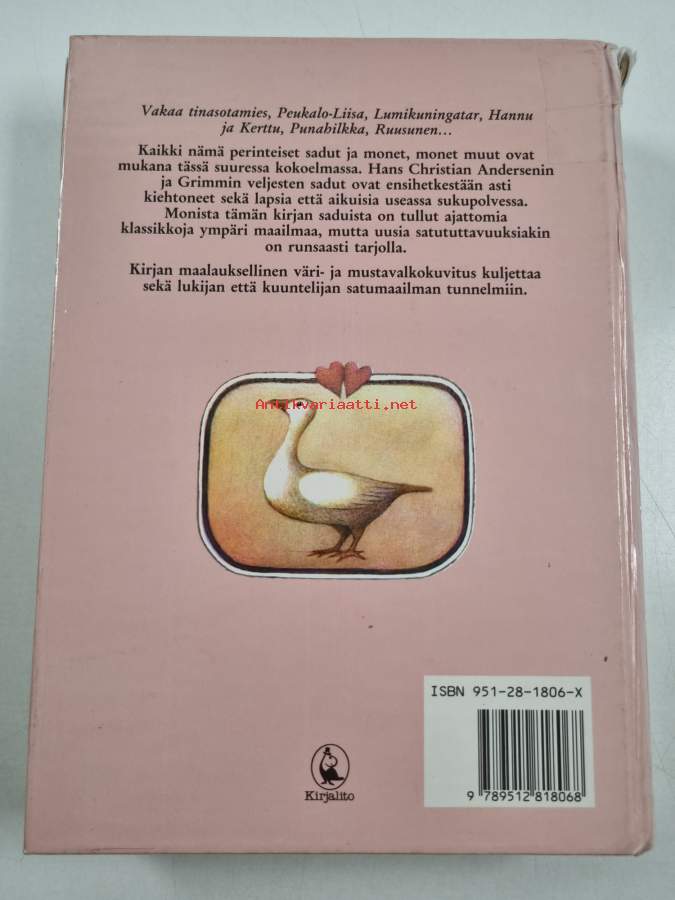 Vakaa tinasotamies, Peukalo-Liisa, Lumikuningatar, Hannu
ja Kerttu, Punahilkka, Ruusunen...
Kaikki nämä perinteiset sadut ja monet, monet muut ovat
mukana tässä suuressa kokoelmassa. Hans Christian Andersenin
ja Grimmin veljesten sadut ovat ensihetkestään asti
kiehtoneet sekä lapsia että aikuisia useassa sukupolvessa.
Monista tämän kirjan saduista on tullut ajattomia
klassikkoja ympäri maailmaa, mutta uusia satututtavuuksiakin
on runsaasti tarjolla.
Kirjan maalauksellinen väri- ja mustavalkokuvitus kuljettaa
sekä lukijan että kuuntelijan satumaailman tunnelmiin.
Antikvariaatti.net
ISBN 951-28-1806-X
9 789512 818068
Kirjalito